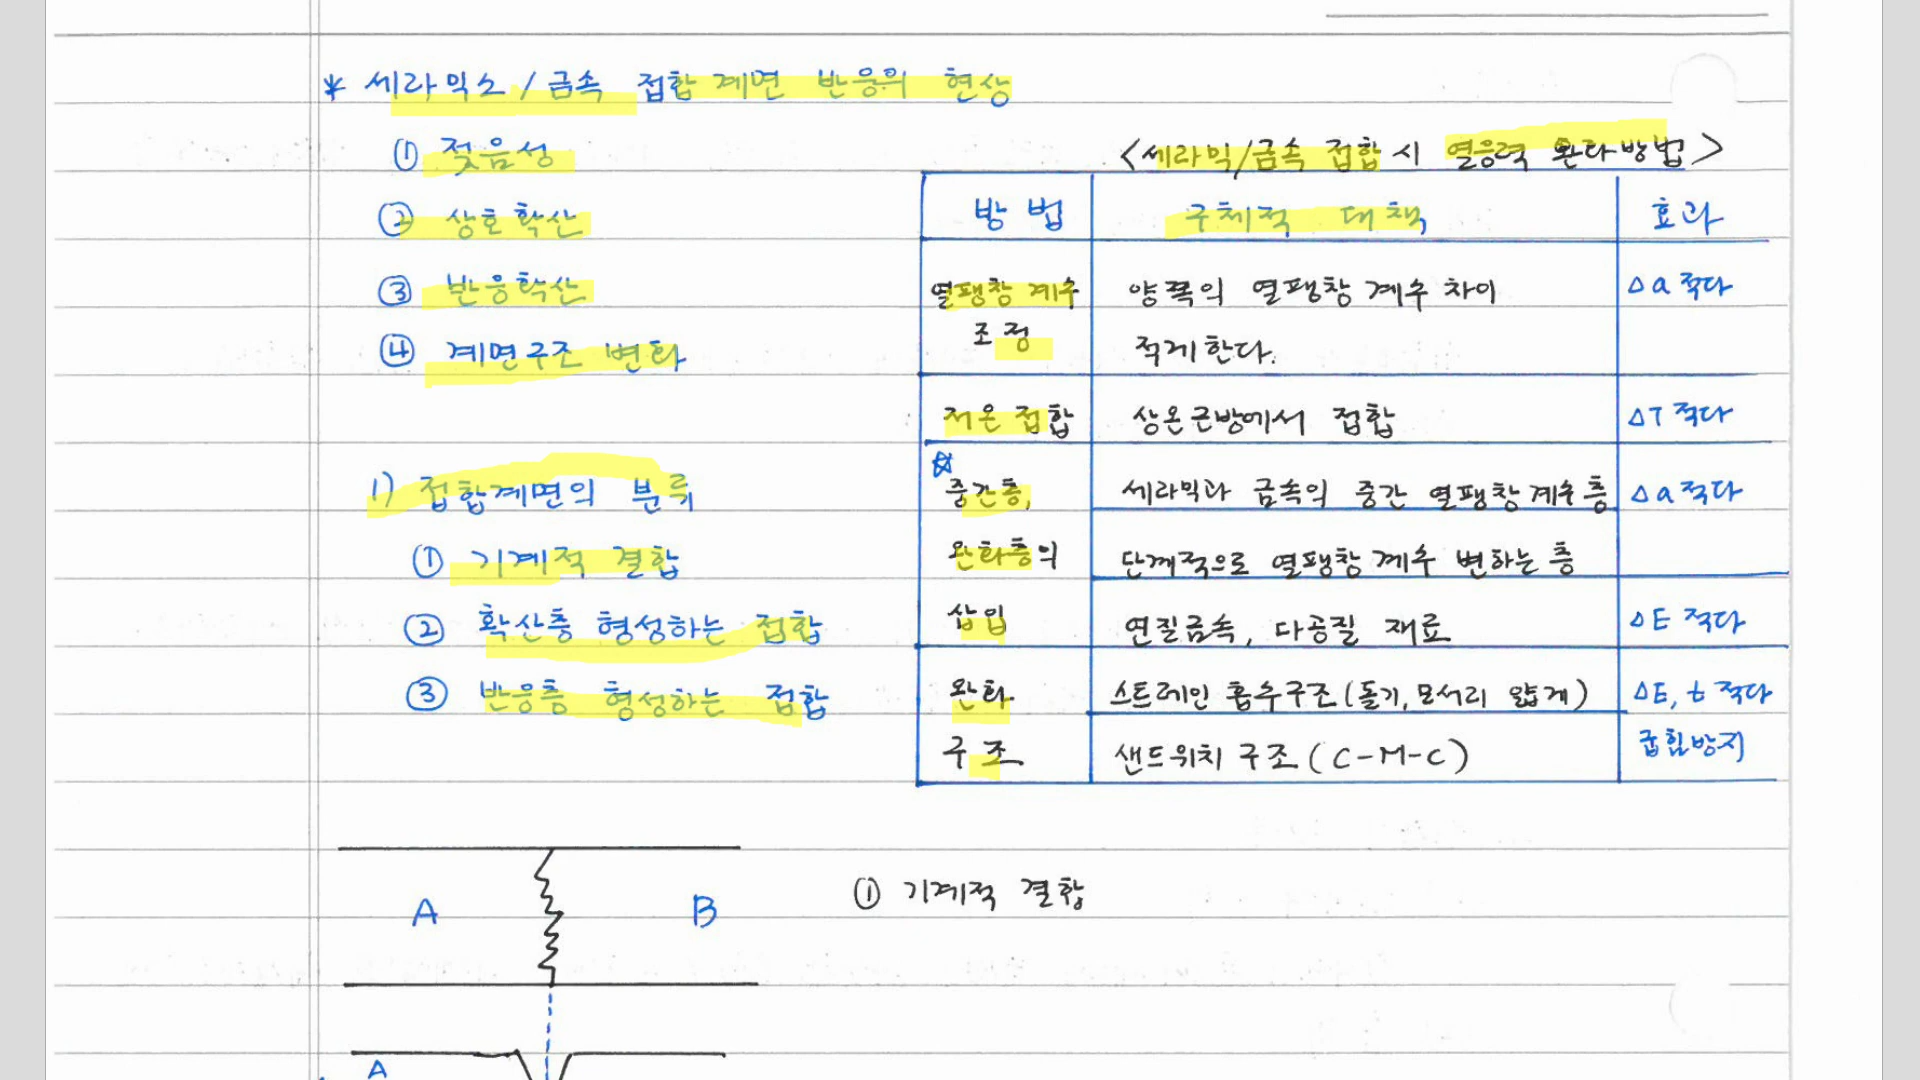 * 세라믹스 / 금속 접합 계면 반응의 현상
① 젖음성
② 상호확산
③ 반응확산
④ 계면구조 변화
1) 접합계면의 분류
① 기계적 결합
② 확산층 형성하는 접합
③ 반응층 형성하는 접합
<세라믹/금속 접합 시 열응력 완화방법>
방법 구체적 대책 효과
열팽창 계수 양쪽의 열팽창 계수 차이 Δa 적다
조정 적게 한다.
저온 접합 상온근방에서 접합 ΔT 적다
☆
중간층, 세라믹과 금속의 중간 열팽창계수층 Δa 적다
완화층의 단계적으로 열팽창 계수 변하는 층
삽입 연질금속, 다공질 재료 ΔE 적다
완화 스트레인 흡수구조(돌기, 모서리 얇게) ΔE, t 적다
구조 샌드위치 구조 (C-M-C) 굽힘방지
A B ① 기계적 결합
A